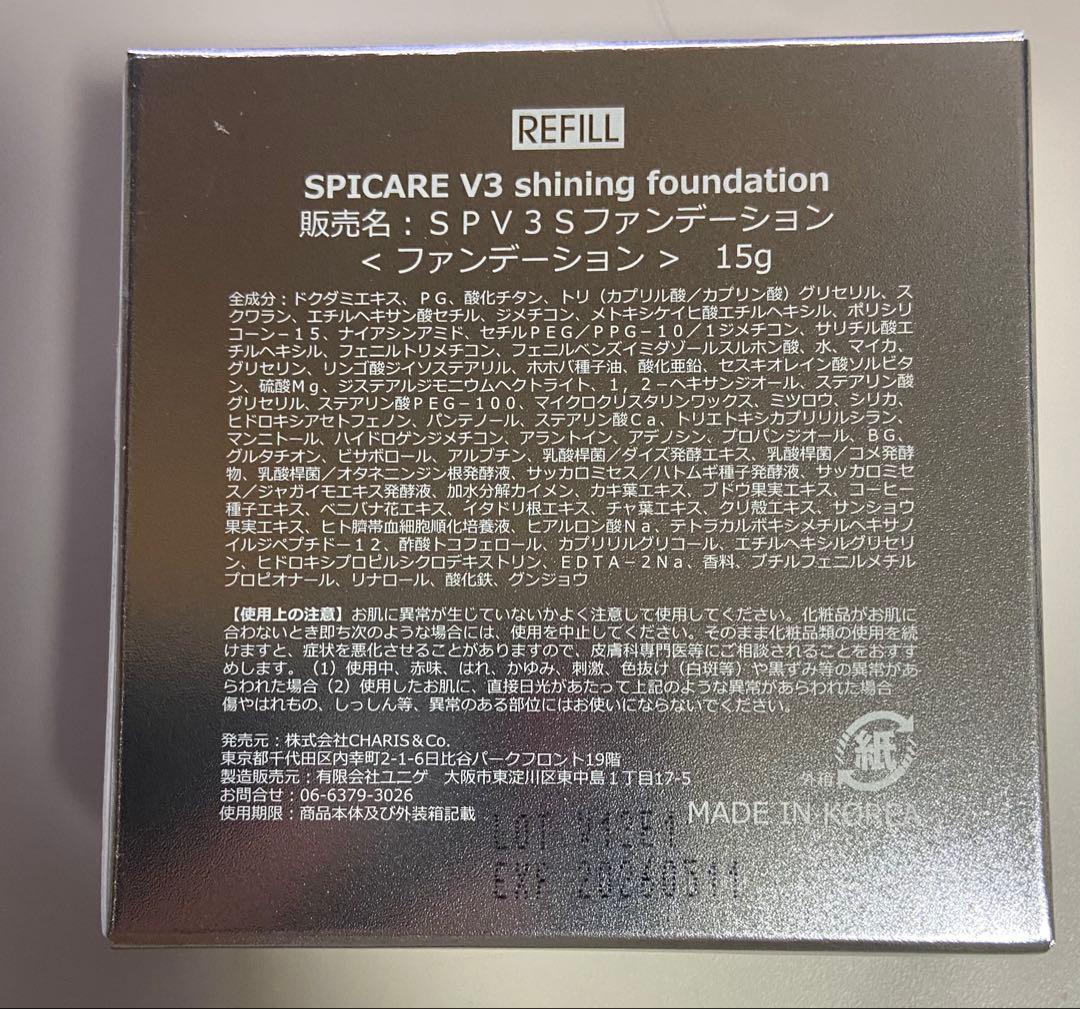 REFILL
SPICARE V3 shining foundation
販売名：ＳＰＶ３Ｓファンデーション
＜ファンデーション＞　15g
全成分：ドクダミエキス、ＰＧ、酸化チタン、トリ（カプリル酸／カプリン酸）グリセリル、ス
クワラン、エチルヘキサン酸セチル、ジメチコン、メトキシケイヒ酸エチルヘキシル、ポリシリ
コーン－15、ナイアシンアミド、セチルＰＥＧ／ＰＰＧ－10／１ジメチコン、サリチル酸エ
チルヘキシル、フェニルトリメチコン、フェニルベンズイミダゾールスルホン酸、水、マイカ、
グリセリン、リンゴ酸ジイソステアリル、ホホバ種子油、酸化亜鉛、セスキオレイン酸ソルビタ
ン、硫酸Ｍｇ、ジステアルジモニウムヘクトライト、１，２－ヘキサンジオール、ステアリン酸
グリセリル、ステアリン酸ＰＥＧ－100、マイクロクリスタリンワックス、ミツロウ、シリカ、
ヒドロキシアセトフェノン、パンテノール、ステアリン酸Ｃａ、トリエトキシカプリリルシラン、
マンニトール、ハイドロゲンジメチコン、アラントイン、アデノシン、プロパンジオール、ＢＧ、
グルタチオン、ビサボロール、アルブチン、乳酸桿菌／ダイズ発酵エキス、乳酸桿菌／コメ発酵
物、乳酸桿菌／オタネニンジン根発酵液、サッカロミセス／ハトムギ種子発酵液、サッカロミセ
ス／ジャガイモエキス発酵液、加水分解カイメン、カキ葉エキス、ブドウ果実エキス、コーヒー
種子エキス、ベニバナ花エキス、イタドリ根エキス、チャ葉エキス、クリ殻エキス、サンショウ
果実エキス、ヒト臍帯血細胞順化培養液、ヒアルロン酸Ｎａ、テトラカルボキシメチルヘキサノ
イルジペプチド－１２、酢酸トコフェロール、カプリリルグリコール、エチルヘキシルグリセリ
ン、ヒドロキシプロピルシクロデキストリン、ＥＤＴＡ－２Ｎａ、香料、ブチルフェニルメチル
プロピオナール、リナロール、酸化鉄、グンジョウ
【使用上の注意】お肌に異常が生じていないかよく注意して使用してください。化粧品がお肌に
合わないとき即ち次のような場合には、使用を中止してください。そのまま化粧品類の使用を続
けますと、症状を悪化させることがありますので、皮膚科専門医等にご相談されることをおすす
めします。（1）使用中、赤味、はれ、かゆみ、刺激、色抜け（白斑等）や黒ずみ等の異常があ
らわれた場合（2）使用したお肌に、直接日光があたって上記のような異常があらわれた場合
傷やはれもの、しっしん等、異常のある部位にはお使いにならないでください。
発売元：株式会社CHARIS＆Co.
東京都千代田区内幸町2-1-6日比谷パークフロント19階
製造販売元：有限会社ユニゲ　大阪市東淀川区東中島１丁目17-5
お問合せ：06-6379-3026
使用期限：商品本体及び外装箱記載
紙
外箱
MADE IN KOREA
LOT
EXP 20260511